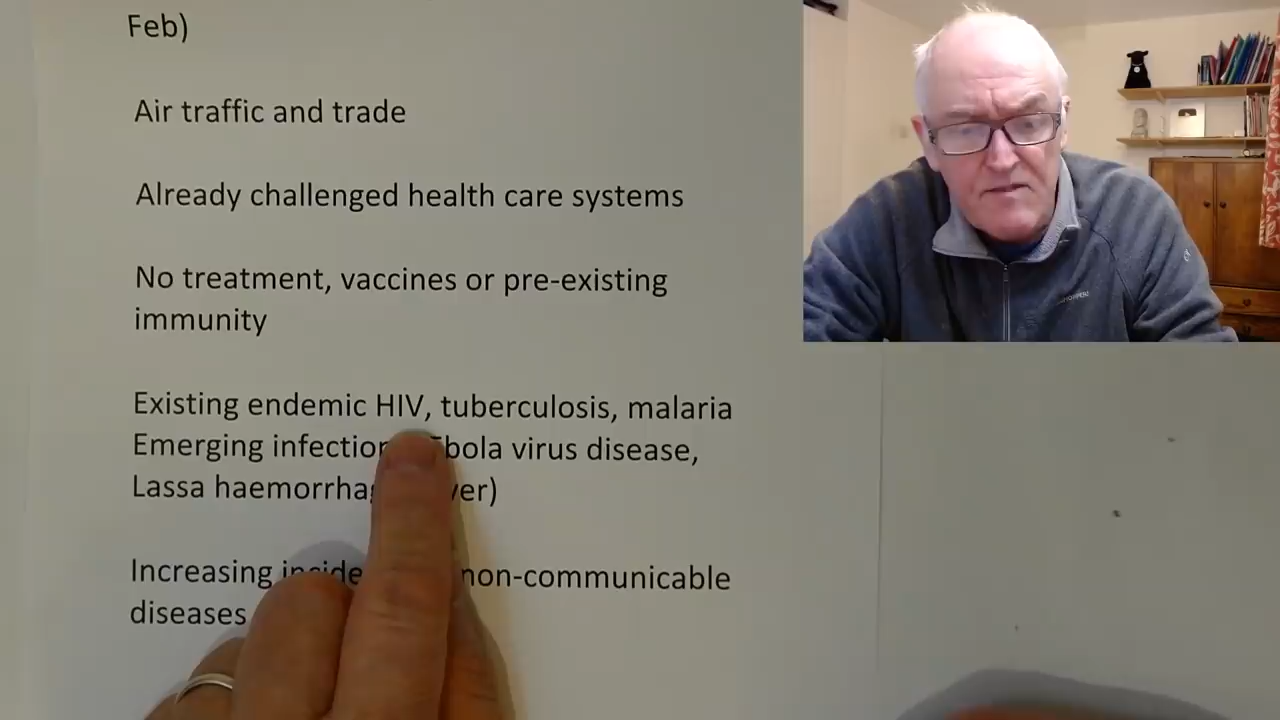 Feb)
Air traffic and trade
Already challenged health care systems
No treatment, vaccines or pre-existing
immunity
Existing endemic HIV, tuberculosis, malaria
Emerging virus disease,
Lassa
Increasing non-communicable
diseases